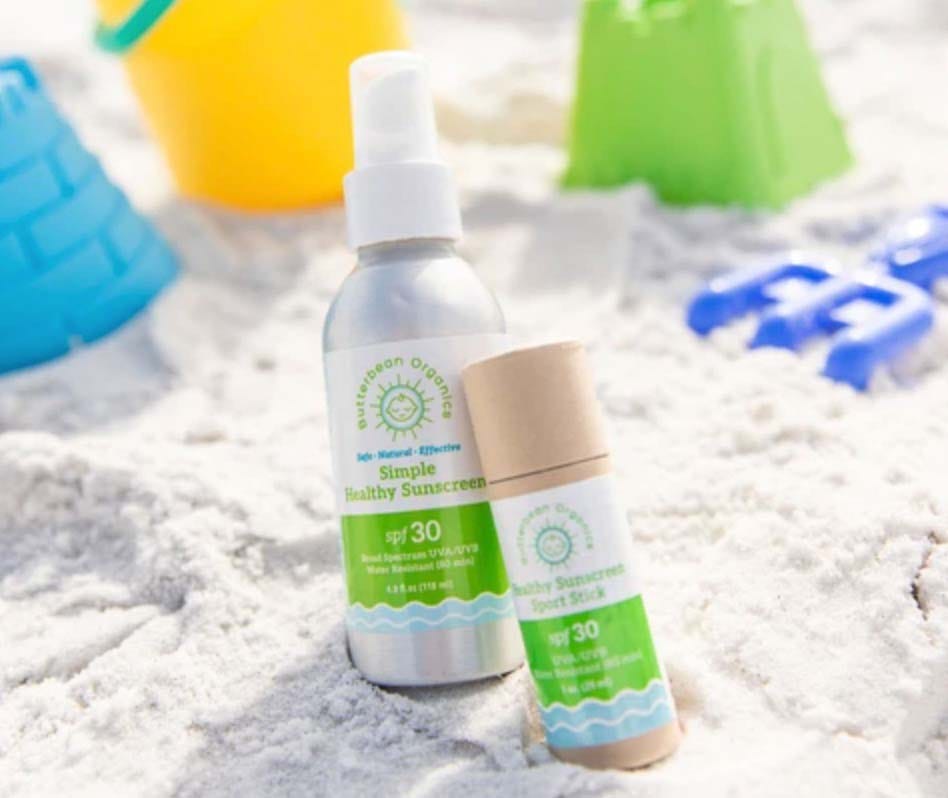 Butterbean Organics
Safe · Natural · Effective
Simple
Healthy Sunscreen
spf 30
Broad Spectrum UVA/UVB
Water Resistant (80 min)
(118 ml)
Butterbean Organics
Healthy Sunscreen
Sport Stick
spf 30
UVA/UVB
Water Resistant (80 min)